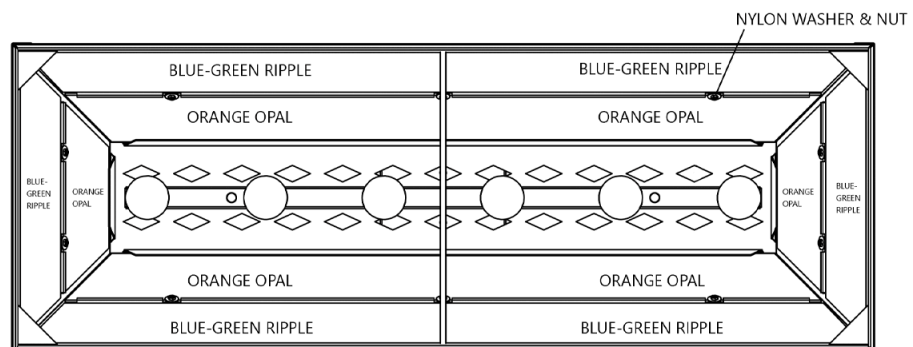 NYLON WASHER & NUT
BLUE-GREEN RIPPLE
BLUE-GREEN RIPPLE
ORANGE OPAL
ORANGE OPAL
BLUE-
GREEN
RIPPLE
ORANGE
OPAL
ORANGE
OPAL
BLUE-
GREEN
RIPPLE
ORANGE OPAL
ORANGE OPAL
BLUE-GREEN RIPPLE
BLUE-GREEN RIPPLE